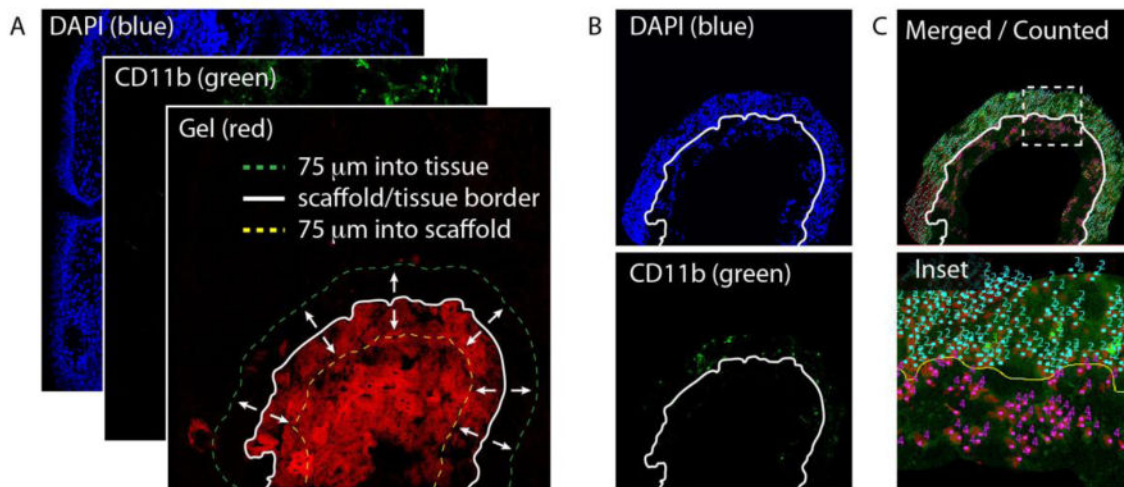 A
DAPI (blue)
CD11b (green)
Gel (red)
75 μm into tissue
scaffold/tissue border
75 μm into scaffold
B
DAPI (blue)
CD11b (green)
C
Merged / Counted
Inset